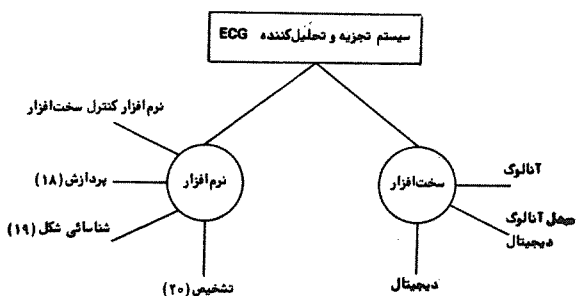 سیستم تجزیه و تحلیل‌کننده ECG
نرم‌افزار کنترل سخت‌افزار
پردازش (۱۸)
شناسائی شکل (۱۹)
تشخیص (۲۰)
نرم‌افزار
سخت‌افزار
آنالوگ
آنالوگ
دیجیتال
دیجیتال